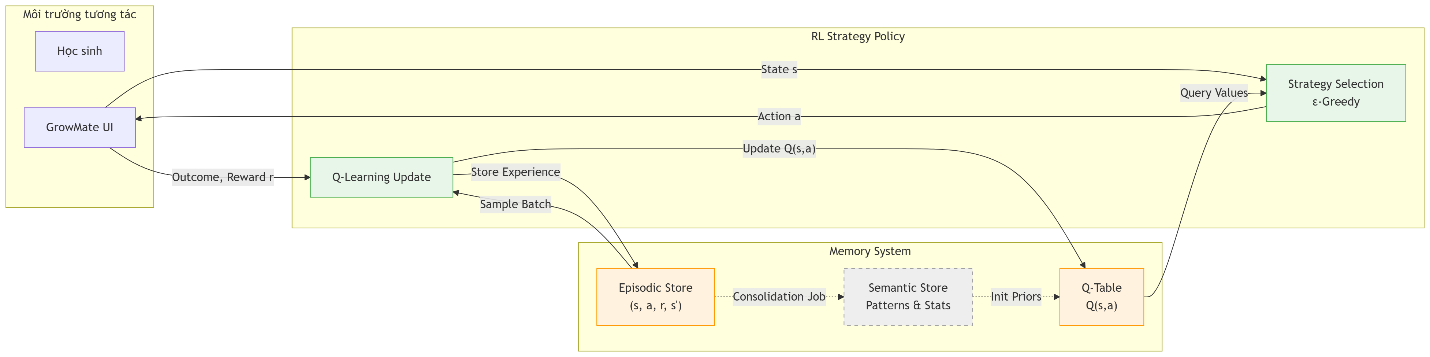 Môi trường tương tác
Học sinh
GrowMate UI
RL Strategy Policy
State s
Strategy Selection
ε-Greedy
Query Values
Action a
Update Q(s,a)
Q-Learning Update
Store Experience
Outcome, Reward r
Sample Batch
Memory System
Episodic Store
(s, a, r, s')
Consolidation Job
Semantic Store
Patterns & Stats
Init Priors
Q-Table
Q(s,a)